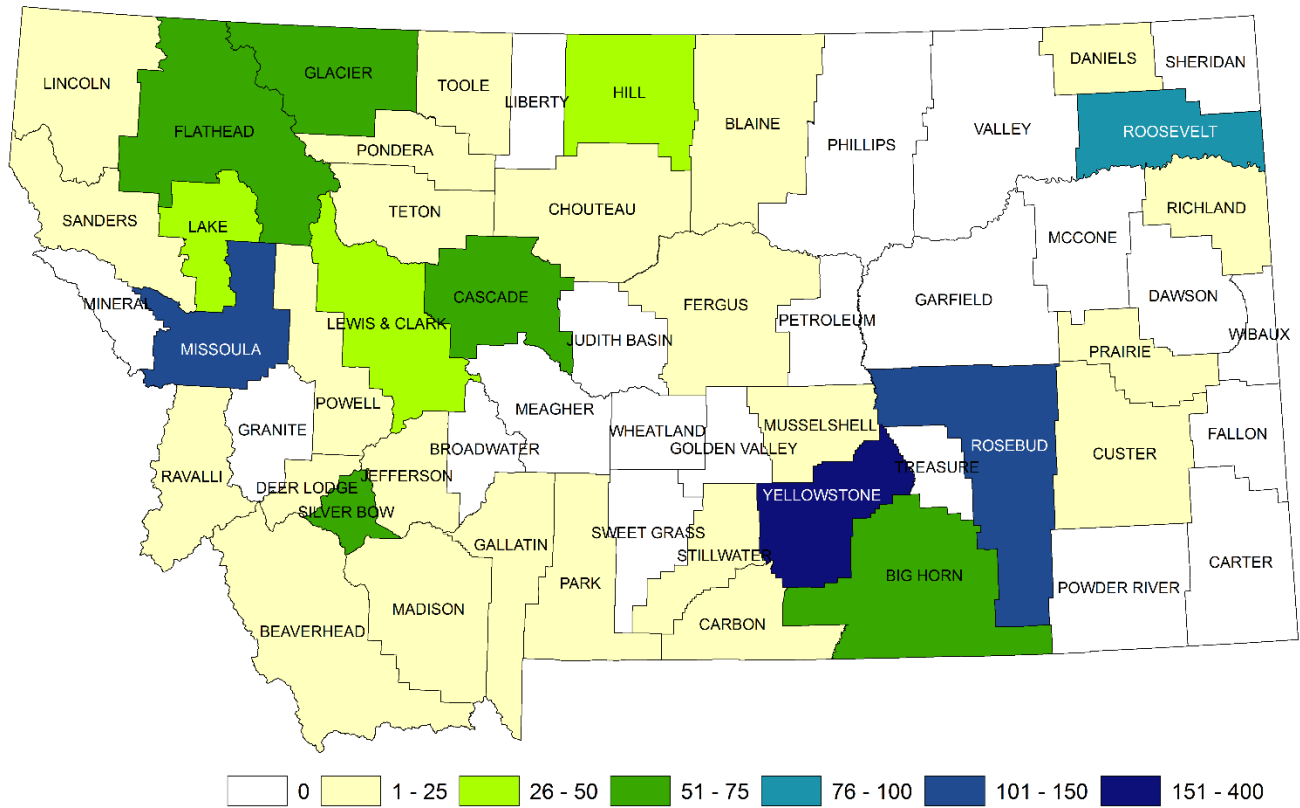 LINCOLN
FLATHEAD
GLACIER
TOOLE
LIBERTY
HILL
BLAINE
PHILLIPS
VALLEY
DANIELS
SHERIDAN
ROOSEVELT
PONDERA
TETON
CHOUTEAU
SANDERS
LAKE
RICHLAND
MCCONE
GARFIELD
DAWSON
WIBAUX
MINERAL
MISSOULA
LEWIS & CLARK
CASCADE
JUDITH BASIN
FERGUS
PETROLEUM
PRAIRIE
POWELL
GRANITE
MEAGHER
BROADWATER
WHEATLAND
GOLDEN VALLEY
MUSSELSHELL
ROSEBUD
TREASURE
CUSTER
FALLON
RAVALLI
DEER LODGE
JEFFERSON
SILVER BOW
YELLOWSTONE
GALLATIN
SWEET GRASS
STILLWATER
PARK
BIG HORN
POWDER RIVER
CARTER
BEAVERHEAD
MADISON
CARBON
0 1 - 25 26 - 50 51 - 75 76 - 100 101 - 150 151 - 400